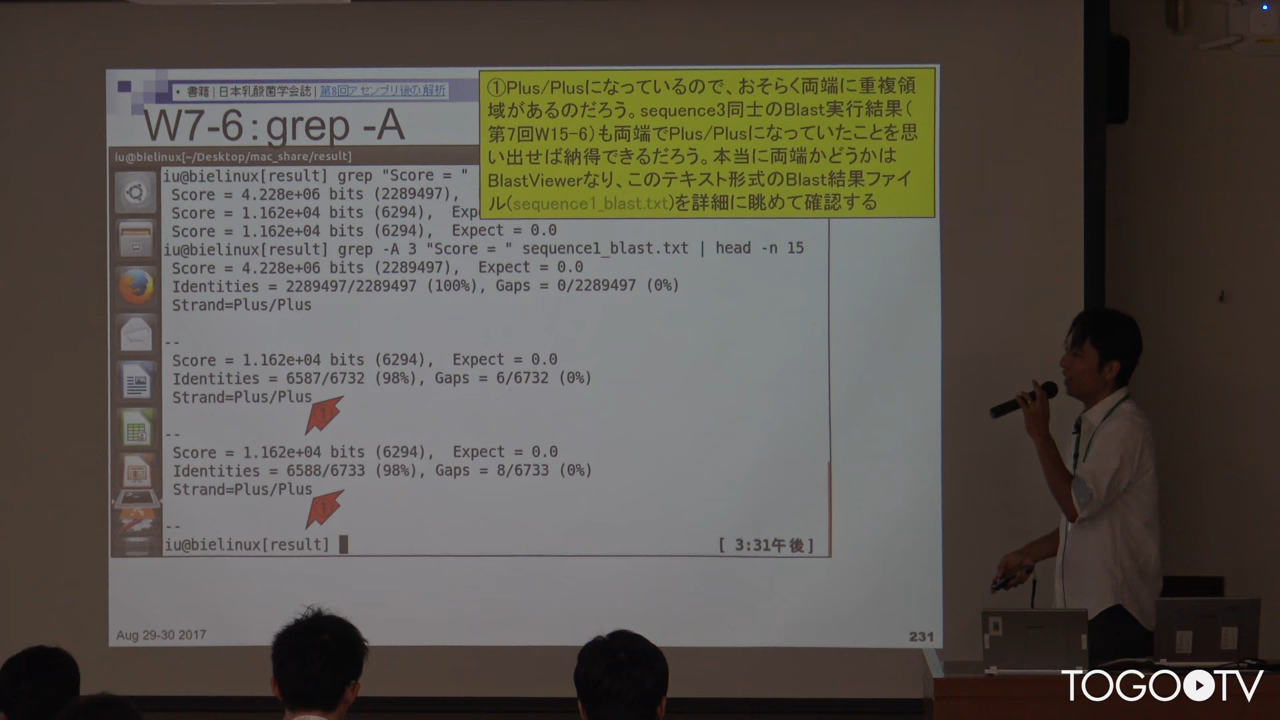 ・書籍 | 日本乳酸菌学会誌 | 第8回アセンブリ後の解析
W7-6：grep -A
①Plus/Plusになっているので、おそらく両端に重複領
域があるのだろう。sequence3同士のBlast実行結果(
第7回W15-6)も両端でPlus/Plusになっていたことを思
い出せば納得できるだろう。本当に両端かどうかは
BlastViewerなり、このテキスト形式のBlast結果ファイ
ル(sequence1_blast.txt)を詳細に眺めて確認する
iu@bielinux[~/Desktop/mac_share/result]
iu@bielinux[result] grep "Score = "
Score = 4.228e+06 bits (2289497),
Score = 1.162e+04 bits (6294), Exp
Score = 1.162e+04 bits (6294), Expect = 0.0
iu@bielinux[result] grep -A 3 "Score = " sequence1_blast.txt | head -n 15
Score = 4.228e+06 bits (2289497), Expect = 0.0
Identities = 2289497/2289497 (100%), Gaps = 0/2289497 (0%)
Strand=Plus/Plus
--
Score = 1.162e+04 bits (6294), Expect = 0.0
Identities = 6587/6732 (98%), Gaps = 6/6732 (0%)
Strand=Plus/Plus
①
--
Score = 1.162e+04 bits (6294), Expect = 0.0
Identities = 6588/6733 (98%), Gaps = 8/6733 (0%)
Strand=Plus/Plus
①
--
iu@bielinux[result]
[ 3:31午後]
Aug 29-30 2017
231
TOGO TV